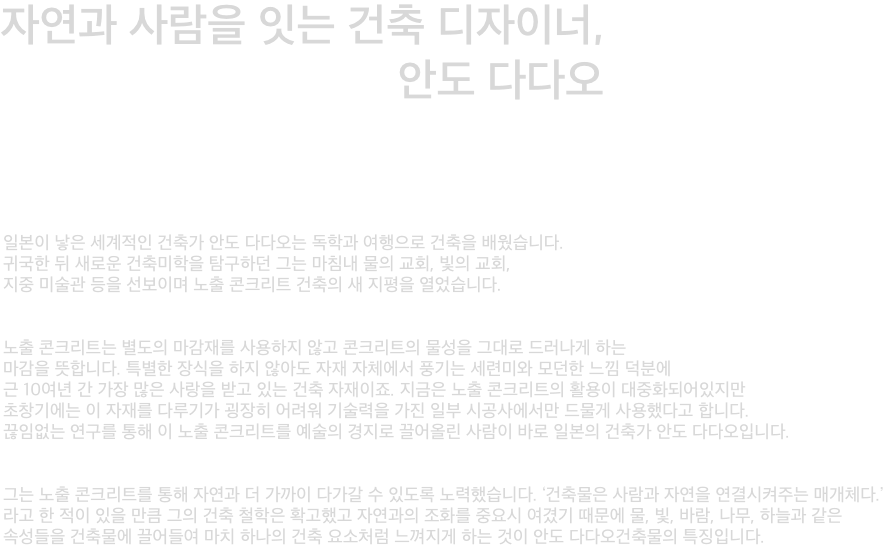 자연과 사람을 잇는 건축 디자이너,
안도 다다오
일본이 낳은 세계적인 건축가 안도 다다오는 독학과 여행으로 건축을 배웠습니다.
귀국한 뒤 새로운 건축미학을 탐구하던 그는 마침내 물의 교회, 빛의 교회,
지중 미술관 등을 선보이며 노출 콘크리트 건축의 새 지평을 열었습니다.
노출 콘크리트는 별도의 마감재를 사용하지 않고 콘크리트의 물성을 그대로 드러나게 하는
마감을 뜻합니다. 특별한 장식을 하지 않아도 자재 자체에서 풍기는 세련미와 모던한 느낌 덕분에
근 10여년 간 가장 많은 사랑을 받고 있는 건축 자재이죠. 지금은 노출 콘크리트의 활용이 대중화되어있지만
초창기에는 이 자재를 다루기가 굉장히 어려워 기술력을 가진 일부 시공사에서만 드물게 사용했다고 합니다.
끊임없는 연구를 통해 이 노출 콘크리트를 예술의 경지로 끌어올린 사람이 바로 일본의 건축가 안도 다다오입니다.
그는 노출 콘크리트를 통해 자연과 더 가까이 다가갈 수 있도록 노력했습니다. ‘건축물은 사람과 자연을 연결시켜주는 매개체다.’
라고 한 적이 있을 만큼 그의 건축 철학은 확고했고 자연과의 조화를 중요시 여겼기 때문에 물, 빛, 바람, 나무, 하늘과 같은
속성들을 건축물에 끌어들여 마치 하나의 건축 요소처럼 느껴지게 하는 것이 안도 다다오건축물의 특징입니다.